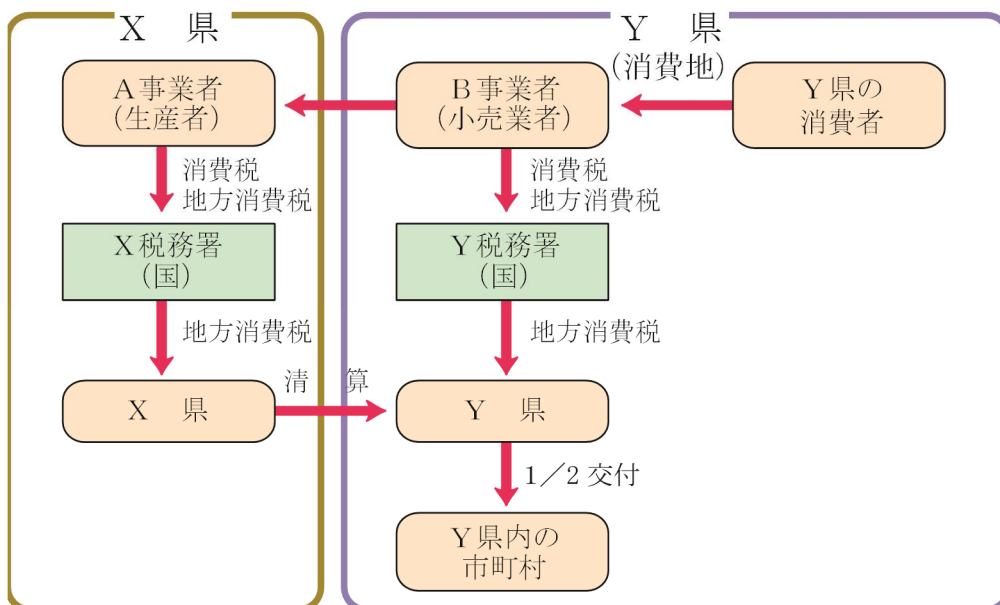 X 県
Y 県
(消費地)
A事業者
(生産者)
B事業者
(小売業者)
Y県の
消費者
消費税
地方消費税
消費税
地方消費税
X税務署
(国)
Y税務署
(国)
地方消費税
地方消費税
清 算
X 県
Y 県
1/2交付
Y県内の
市町村